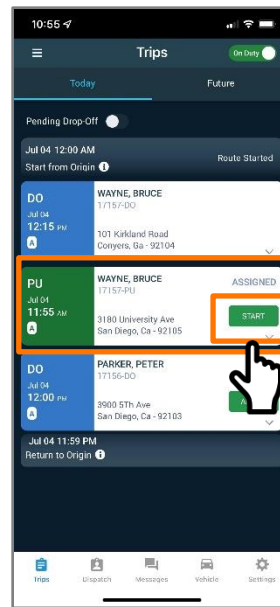 10:55
Trips
On Duty
Today
Future
Pending Drop-Off
Jul 04 12:00 AM
Start from Origin
Route Started
DO
Jul 04
12:15 PM
A
WAYNE, BRUCE
17157-DO
101 Kirkland Road
Conyers, Ga - 92104
PU
Jul 04
11:55 AM
A
WAYNE, BRUCE
17157-PU
3180 University Ave
San Diego, Ca - 92105
ASSIGNED
START
DO
Jul 04
12:00 PM
A
PARKER, PETER
17156-DO
3900 5Th Ave
San Diego, Ca - 92103
Jul 04 11:59 PM
Return to Origin
Trips
Dispatch
Messages
Vehicle
Settings